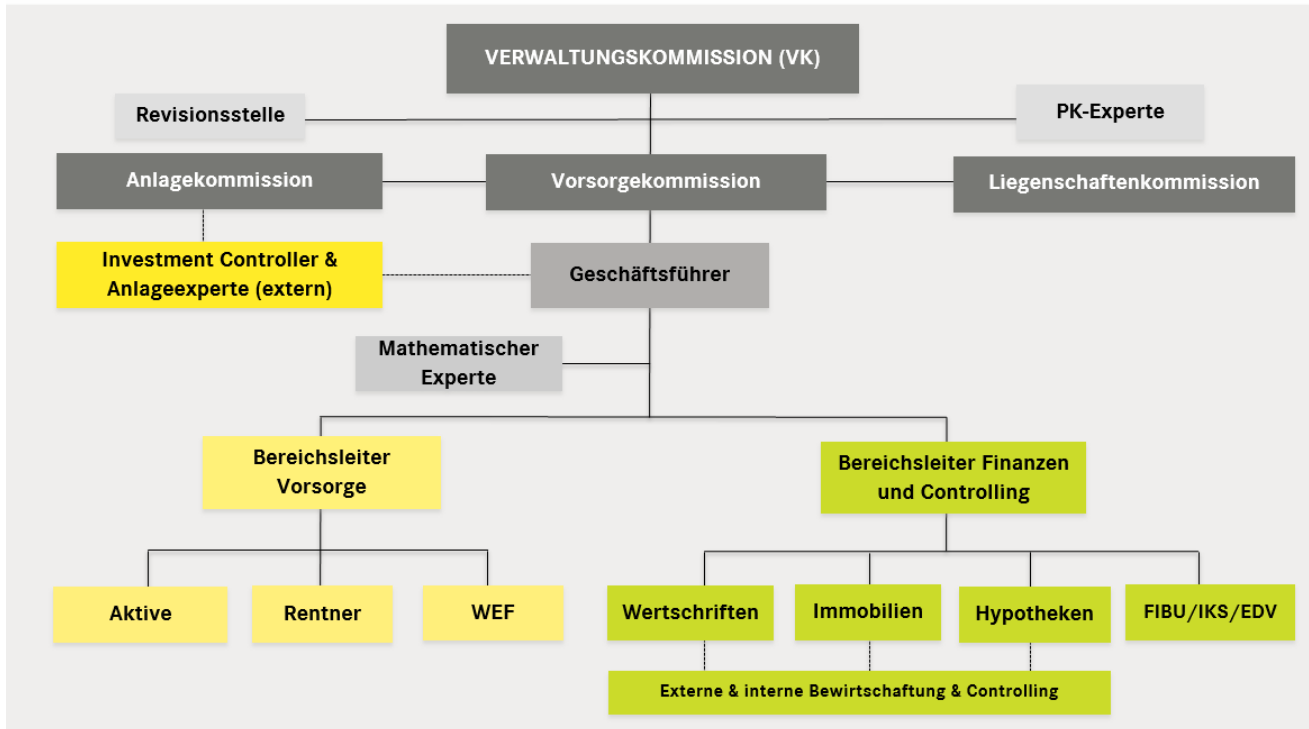 VERWALTUNGSKOMMISSION (VK)
Revisionsstelle
PK-Experte
Anlagekommission
Vorsorgekommission
Liegenschaftenkommission
Investment Controller &
Anlageexperte (extern)
Geschäftsführer
Mathematischer
Experte
Bereichsleiter
Vorsorge
Bereichsleiter Finanzen
und Controlling
Aktive
Rentner
WEF
Wertschriften
Immobilien
Hypotheken
FIBU/IKS/EDV
Externe & interne Bewirtschaftung & Controlling